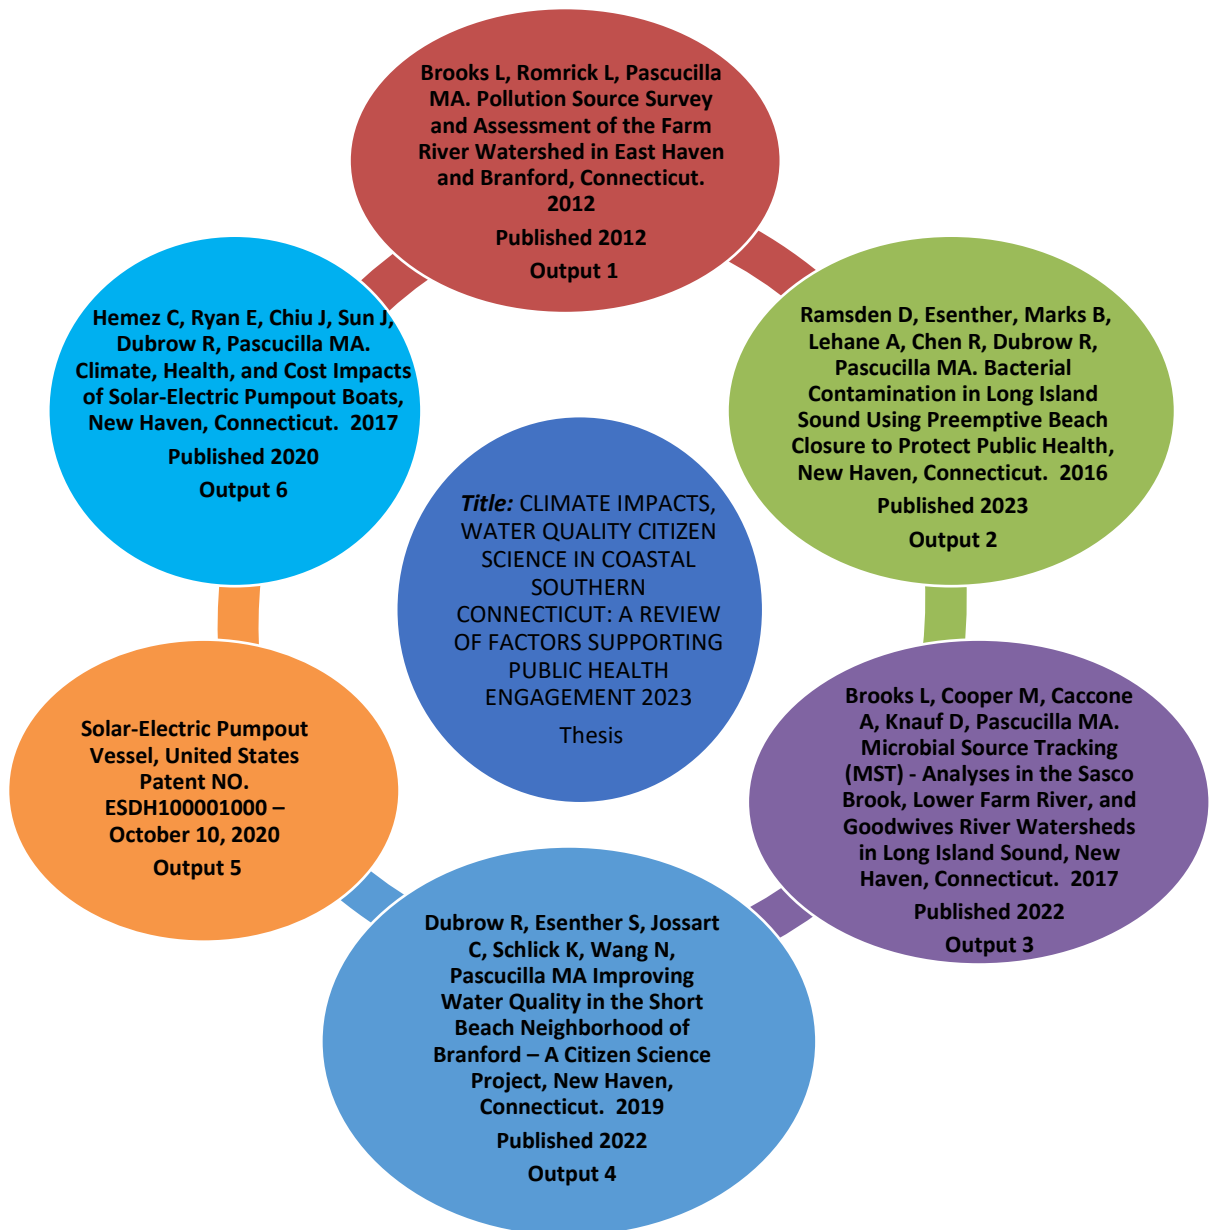 Brooks L, Romrick L, Pascucilla
MA. Pollution Source Survey
and Assessment of the Farm
River Watershed in East Haven
and Branford, Connecticut.
2012
Published 2012
Output 1
Ramsden D, Esenther, Marks B,
Lehane A, Chen R, Dubrow R,
Pascucilla MA. Bacterial
Contamination in Long Island
Sound Using Preemptive Beach
Closure to Protect Public Health,
New Haven, Connecticut. 2016
Published 2023
Output 2
Brooks L, Cooper M, Caccone
A, Knauf D, Pascucilla MA.
Microbial Source Tracking
(MST) - Analyses in the Sasco
Brook, Lower Farm River, and
Goodwives River Watersheds
in Long Island Sound, New
Haven, Connecticut. 2017
Published 2022
Output 3
Dubrow R, Esenther S, Jossart
C, Schlick K, Wang N,
Pascucilla MA Improving
Water Quality in the Short
Beach Neighborhood of
Branford – A Citizen Science
Project, New Haven,
Connecticut. 2019
Published 2022
Output 4
Solar-Electric Pumpout
Vessel, United States
Patent NO.
ESDH100001000 –
October 10, 2020
Output 5
Hemez C, Ryan E, Chiu J, Sun J,
Dubrow R, Pascucilla MA.
Climate, Health, and Cost Impacts
of Solar-Electric Pumpout Boats,
New Haven, Connecticut. 2017
Published 2020
Output 6
Title: CLIMATE IMPACTS,
WATER QUALITY CITIZEN
SCIENCE IN COASTAL
SOUTHERN
CONNECTICUT: A REVIEW
OF FACTORS SUPPORTING
PUBLIC HEALTH
ENGAGEMENT 2023
Thesis